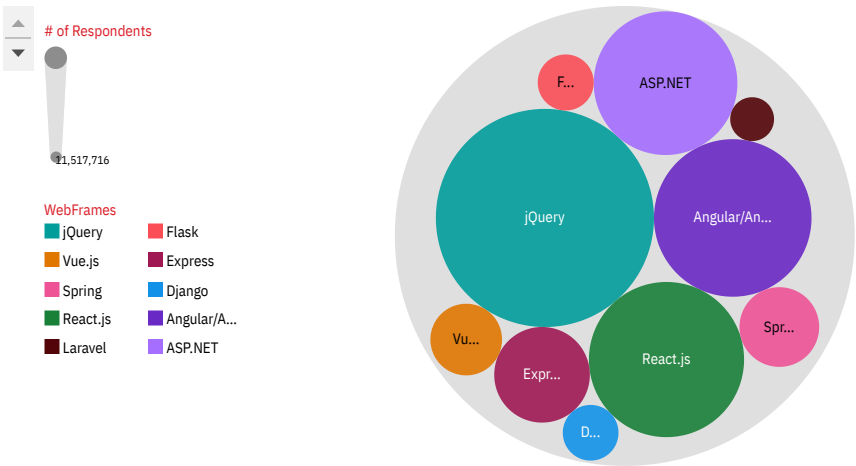 # of Respondents
11,517,716
WebFrames
jQuery
Flask
Vue.js
Express
Spring
Django
React.js
Angular/A...
Laravel
ASP.NET
F...
ASP.NET
jQuery
Angular/An...
Vu...
Expr...
React.js
Spr...
D...